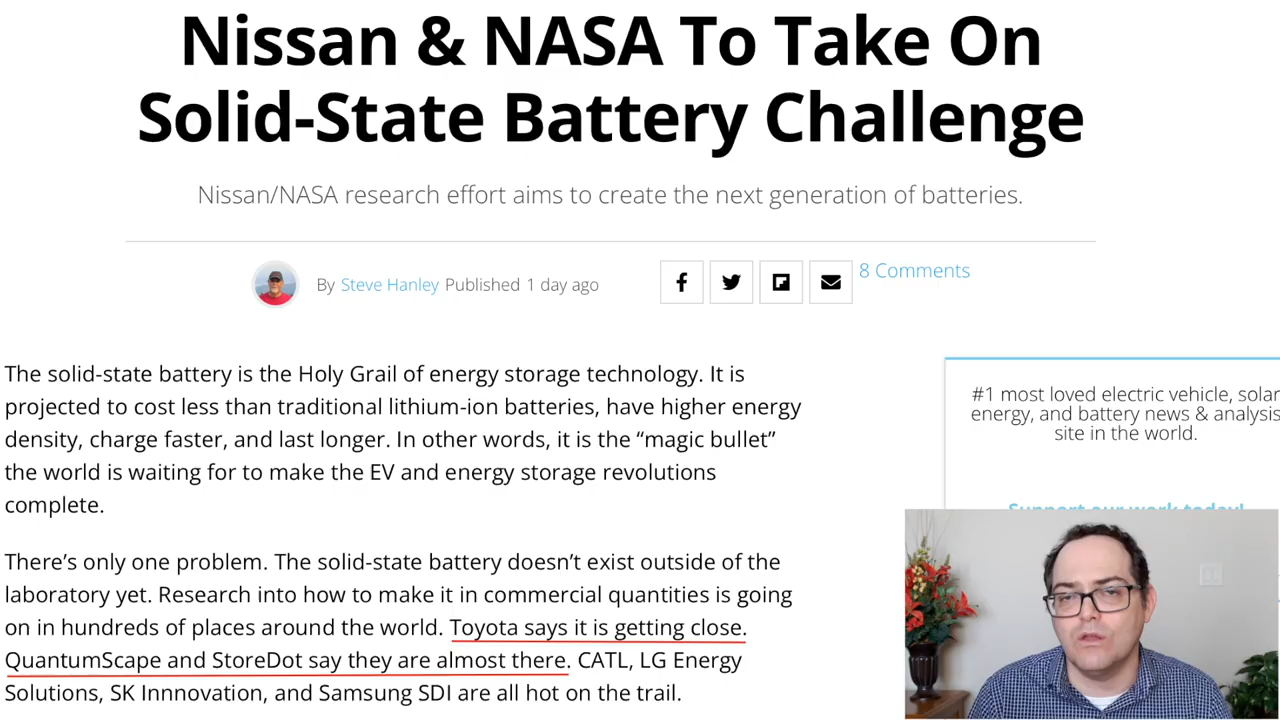 Nissan & NASA To Take On
Solid-State Battery Challenge
Nissan/NASA research effort aims to create the next generation of batteries.
By Steve Hanley Published 1 day ago
8 Comments
The solid-state battery is the Holy Grail of energy storage technology. It is
projected to cost less than traditional lithium-ion batteries, have higher energy
density, charge faster, and last longer. In other words, it is the “magic bullet”
the world is waiting for to make the EV and energy storage revolutions
complete.
There’s only one problem. The solid-state battery doesn’t exist outside of the
laboratory yet. Research into how to make it in commercial quantities is going
on in hundreds of places around the world. Toyota says it is getting close.
QuantumScape and StoreDot say they are almost there. CATL, LG Energy
Solutions, SK Innnovation, and Samsung SDI are all hot on the trail.
#1 most loved electric vehicle, solar
energy, and battery news & analysis
site in the world.
Support our work today!